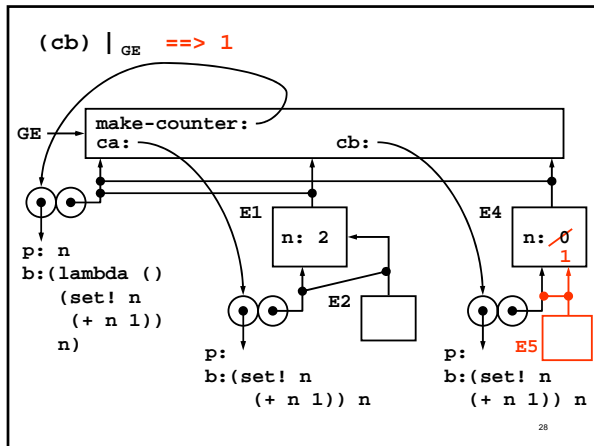 (cb) | GE ==> 1
make-counter:
GE
ca:
cb:
E1
E4
n: 2
n: 0
1
p: n
b:(lambda ()
(set! n
(+ n 1))
n)
E2
E5
p:
b:(set! n
(+ n 1)) n
p:
b:(set! n
(+ n 1)) n
28